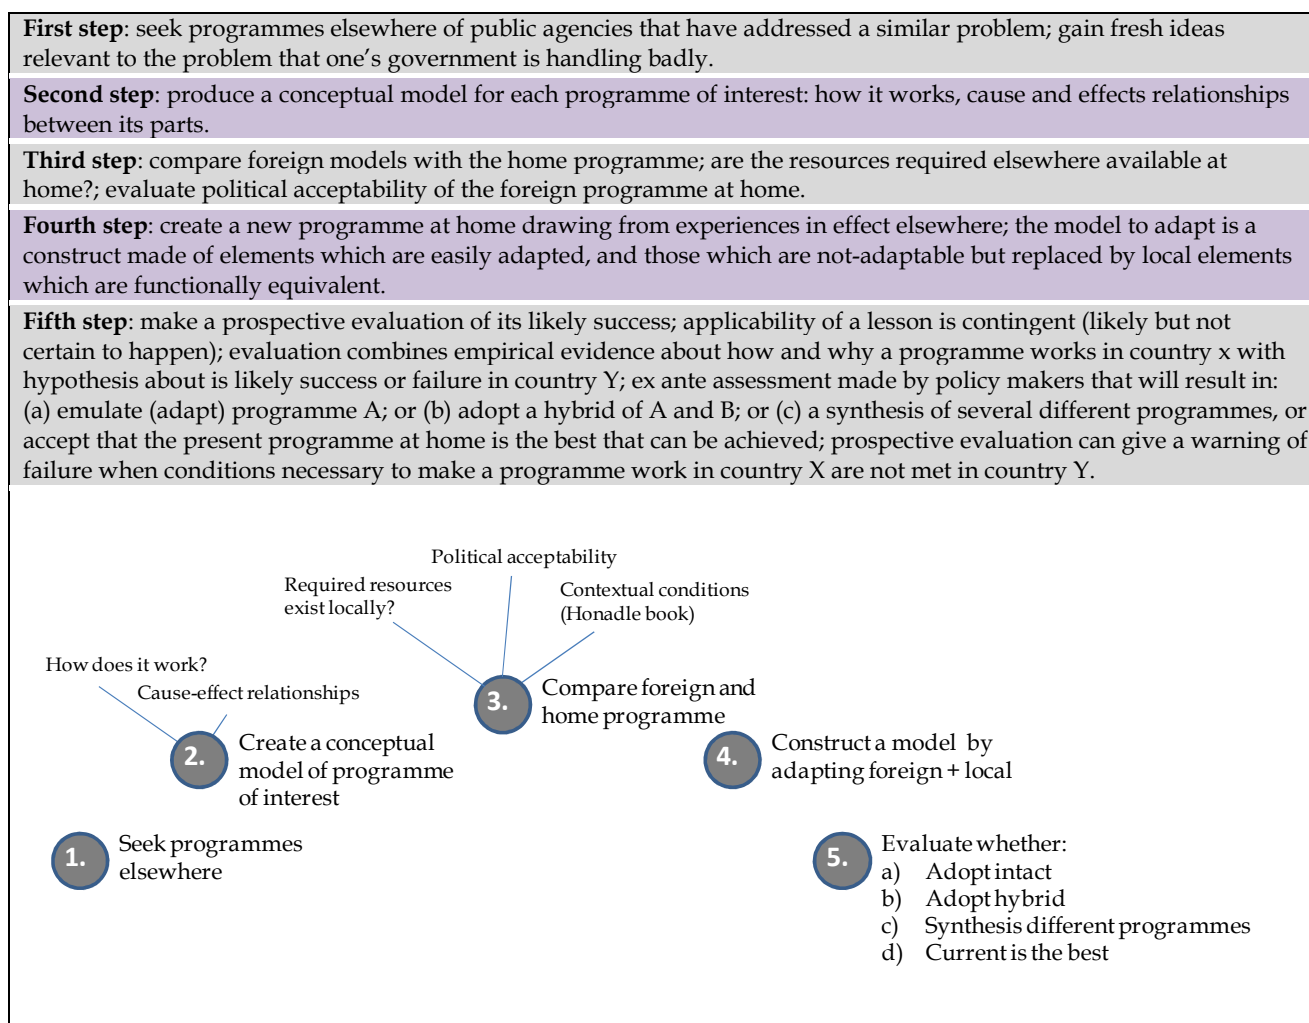 First step: seek programmes elsewhere of public agencies that have addressed a similar problem; gain fresh ideas
relevant to the problem that one’s government is handling badly.
Second step: produce a conceptual model for each programme of interest: how it works, cause and effects relationships
between its parts.
Third step: compare foreign models with the home programme; are the resources required elsewhere available at
home?; evaluate political acceptability of the foreign programme at home.
Fourth step: create a new programme at home drawing from experiences in effect elsewhere; the model to adapt is a
construct made of elements which are easily adapted, and those which are not-adaptable but replaced by local elements
which are functionally equivalent.
Fifth step: make a prospective evaluation of its likely success; applicability of a lesson is contingent (likely but not
certain to happen); evaluation combines empirical evidence about how and why a programme works in country x with
hypothesis about is likely success or failure in country Y; ex ante assessment made by policy makers that will result in:
(a) emulate (adapt) programme A; or (b) adopt a hybrid of A and B; or (c) a synthesis of several different programmes, or
accept that the present programme at home is the best that can be achieved; prospective evaluation can give a warning of
failure when conditions necessary to make a programme work in country X are not met in country Y.
Political acceptability
Required resources
exist locally?
Contextual conditions
(Honadle book)
How does it work?
Cause-effect relationships
3.
Compare foreign and
home programme
2.
Create a conceptual
model of programme
of interest
4.
Construct a model by
adapting foreign + local
1.
Seek programmes
elsewhere
5.
Evaluate whether:
a) Adopt intact
b) Adopt hybrid
c) Synthesis different programmes
d) Current is the best